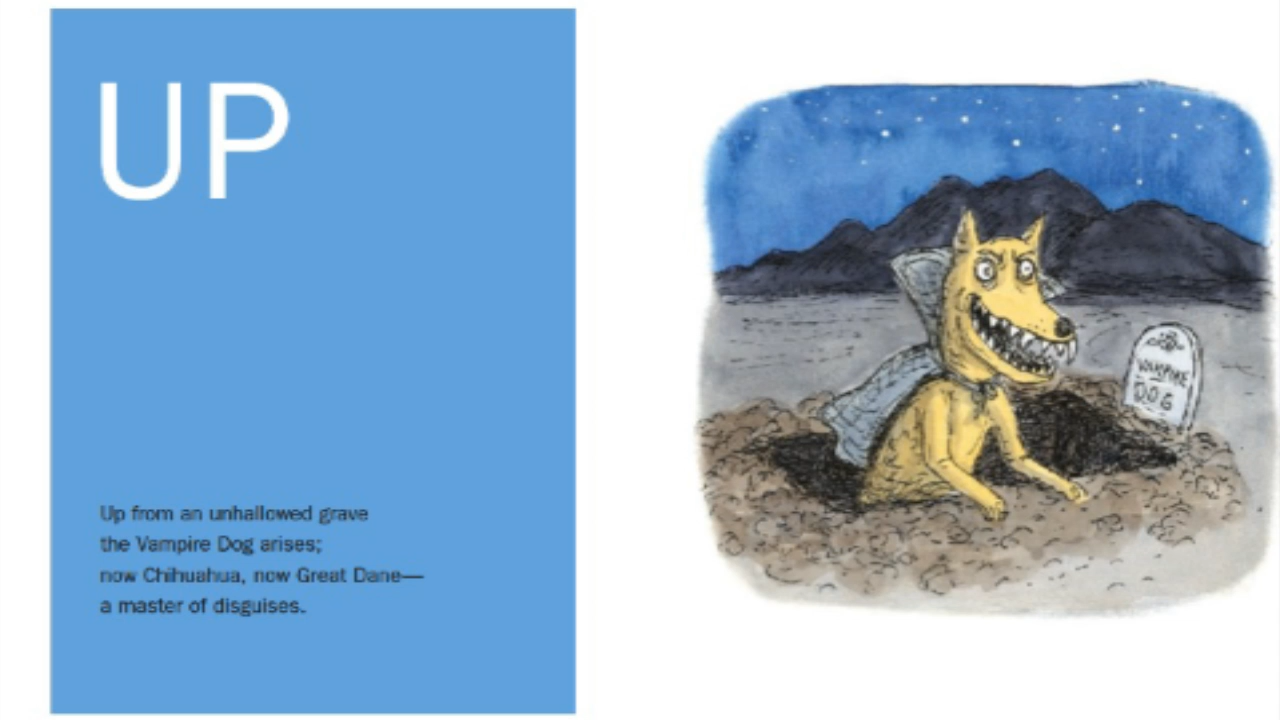 UP
Up from an unhallowed grave
the Vampire Dog arises;
now Chihuahua, now Great Dane—
a master of disguises.
VAMPIRE
DOG